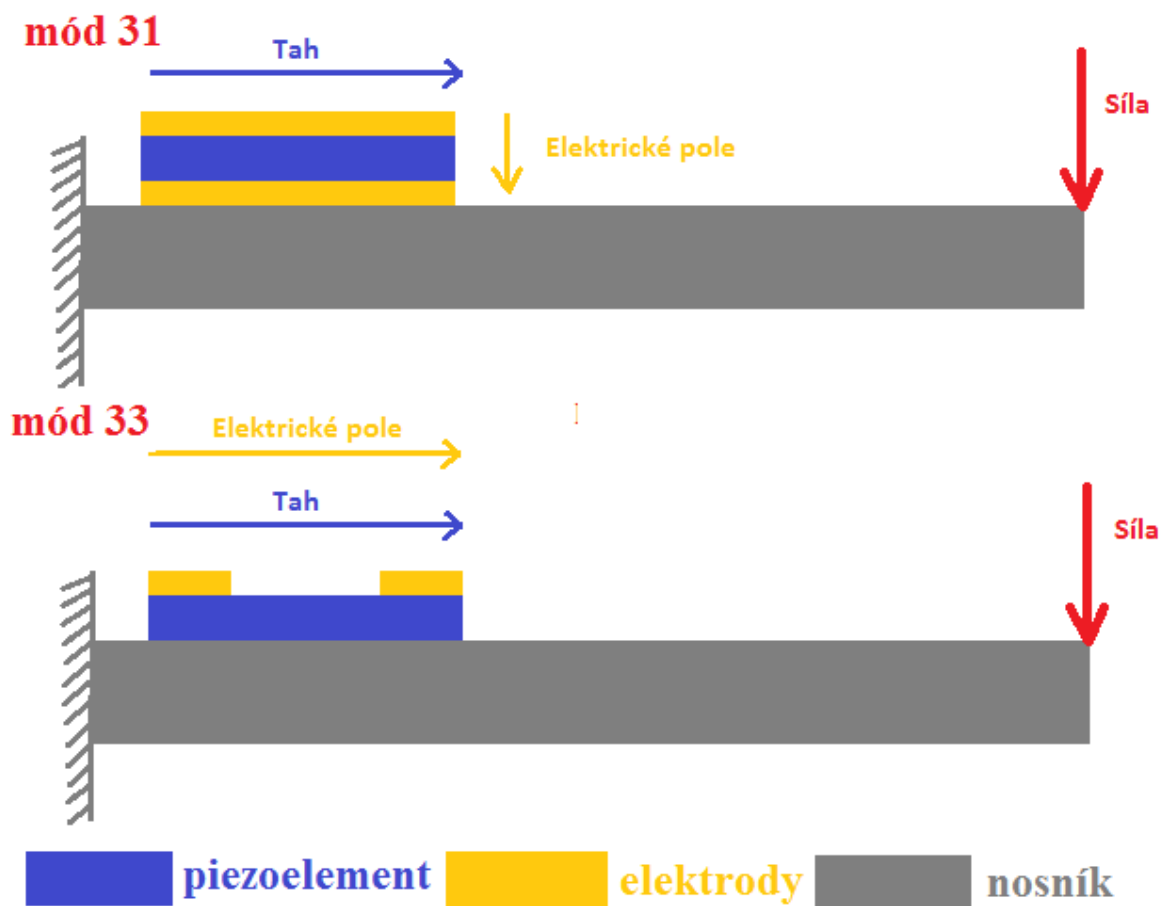 mód 31
Tah
Síla
Elektrické pole
mód 33
Elektrické pole
Tah
Síla
piezoelement elektrody nosník